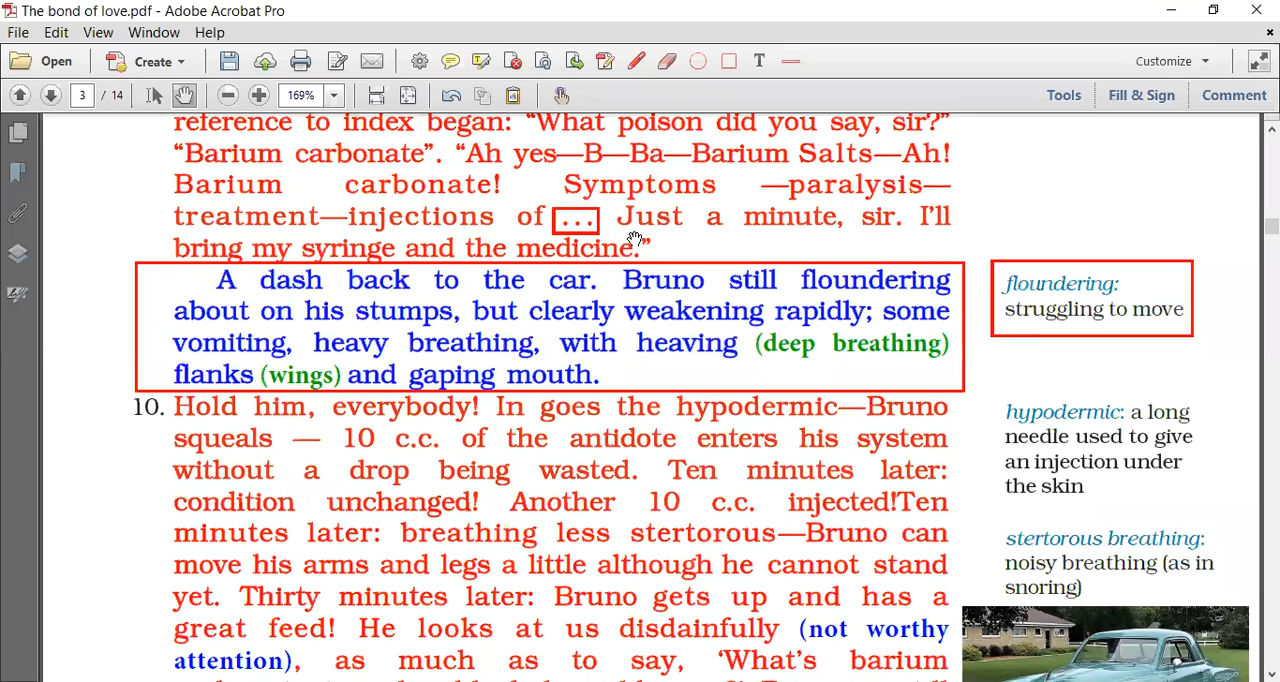 The bond of love.pdf - Adobe Acrobat Pro
File Edit View Window Help
Open Create Customize
3 / 14 169% Tools Fill & Sign Comment
reference to index began: “What poison did you say, sir?”
“Barium carbonate”. “Ah yes—B—Ba—Barium Salts—Ah!
Barium carbonate! Symptoms —paralysis—
treatment—injections of ... Just a minute, sir. I’ll
bring my syringe and the medicine.”
A dash back to the car. Bruno still floundering
about on his stumps, but clearly weakening rapidly; some
vomiting, heavy breathing, with heaving (deep breathing)
flanks (wings) and gaping mouth.
floundering:
struggling to move
10. Hold him, everybody! In goes the hypodermic—Bruno
squeals — 10 c.c. of the antidote enters his system
without a drop being wasted. Ten minutes later:
condition unchanged! Another 10 c.c. injected!Ten
minutes later: breathing less stertorous—Bruno can
move his arms and legs a little although he cannot stand
yet. Thirty minutes later: Bruno gets up and has a
great feed! He looks at us disdainfully (not worthy
attention), as much as to say, ‘What’s barium
hypodermic: a long
needle used to give
an injection under
the skin
stertorous breathing:
noisy breathing (as in
snoring)